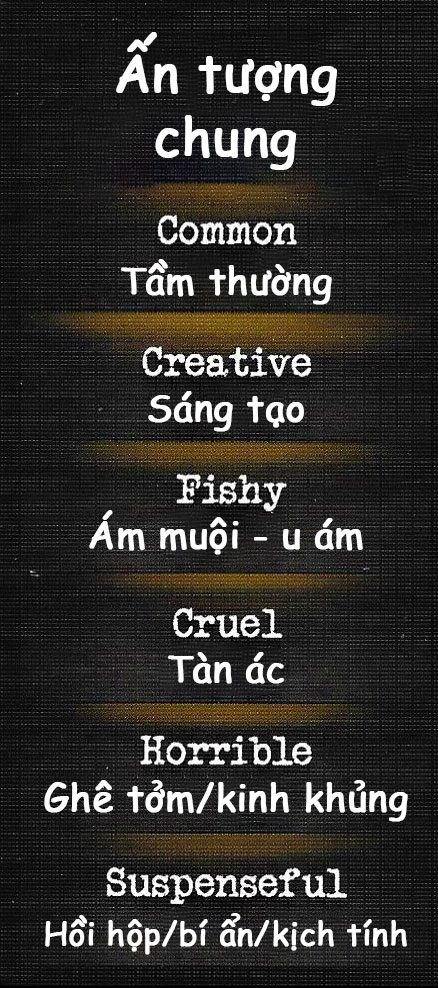 Ấn tượng
chung
Common
Tầm thường
Creative
Sáng tạo
Fishy
Ám muội - u ám
Cruel
Tàn ác
Horrible
Ghê tởm/kinh khủng
Suspenseful
Hồi hộp/bí ẩn/kịch tính